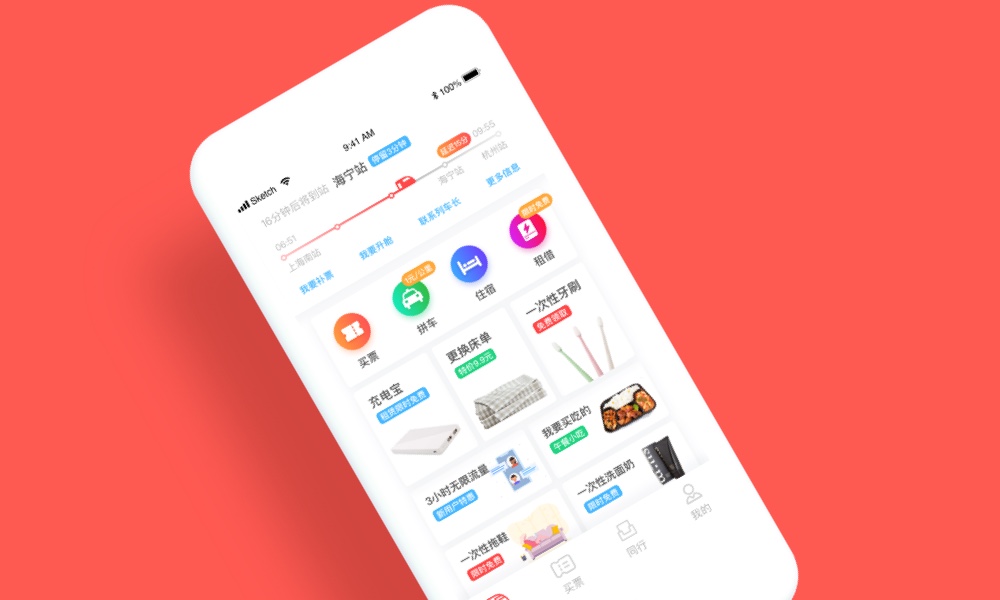 Sketch
9:41 AM
100%
16分钟后将到站 海宁站 停留3分钟
06:51
延迟16分
09:55
上海南站
海宁站
杭州站
我要补票
我要升舱
联系列车长
更多信息
买票
1元/公里
拼车
住宿
限时免费
租借
充电宝
租赁限时免费
更换床单
特价9.9元
一次性牙刷
免费领取
3小时无限流量
新用户特惠
我要买吃的
午餐小吃
一次性拖鞋
限时免费
一次性洗面奶
限时免费
买票
同行
我的